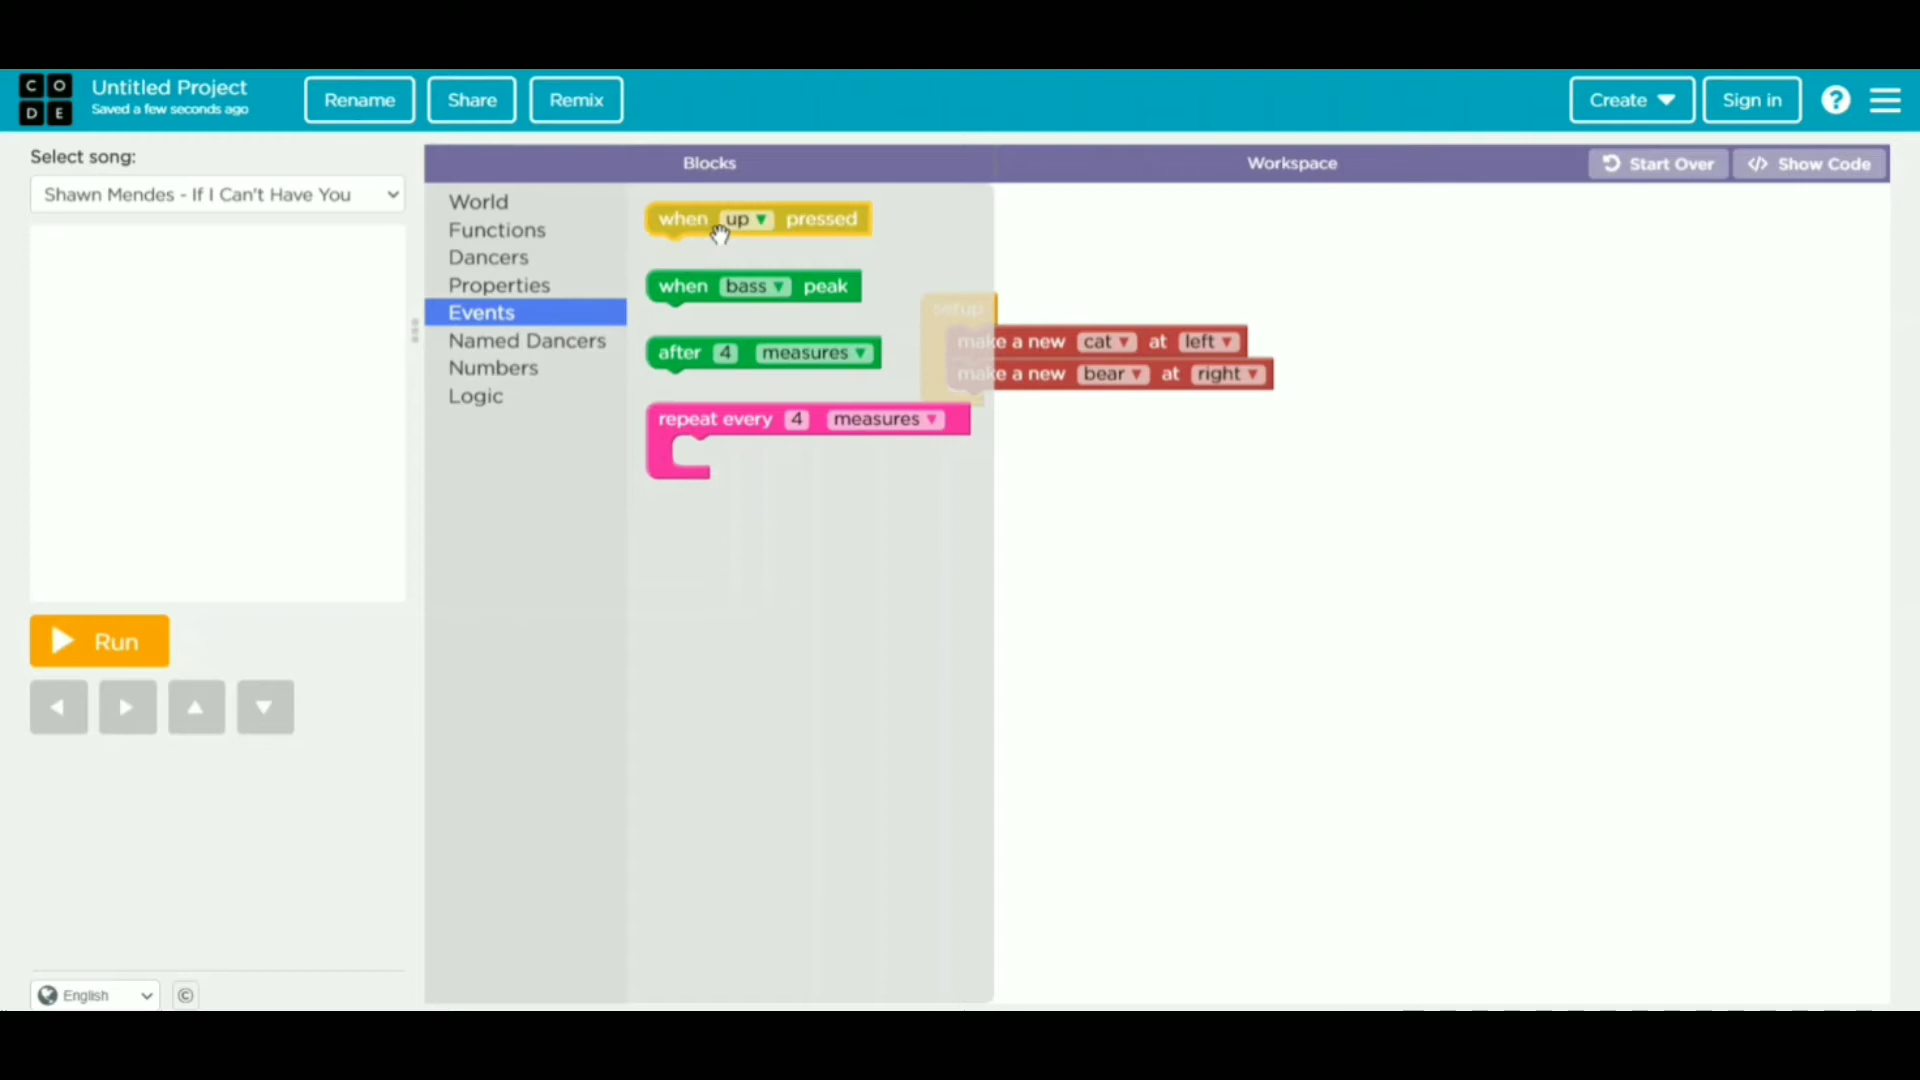 C O
D E
Untitled Project
Saved a few seconds ago
Rename
Share
Remix
Create
Sign in
?
Select song:
Shawn Mendes - If I Can't Have You
Blocks
Workspace
Start Over
</> Show Code
World
Functions
Dancers
Properties
Events
Named Dancers
Numbers
Logic
when up pressed
when bass peak
after 4 measures
repeat every 4 measures
setup
make a new cat at left
make a new bear at right
Run
English
©